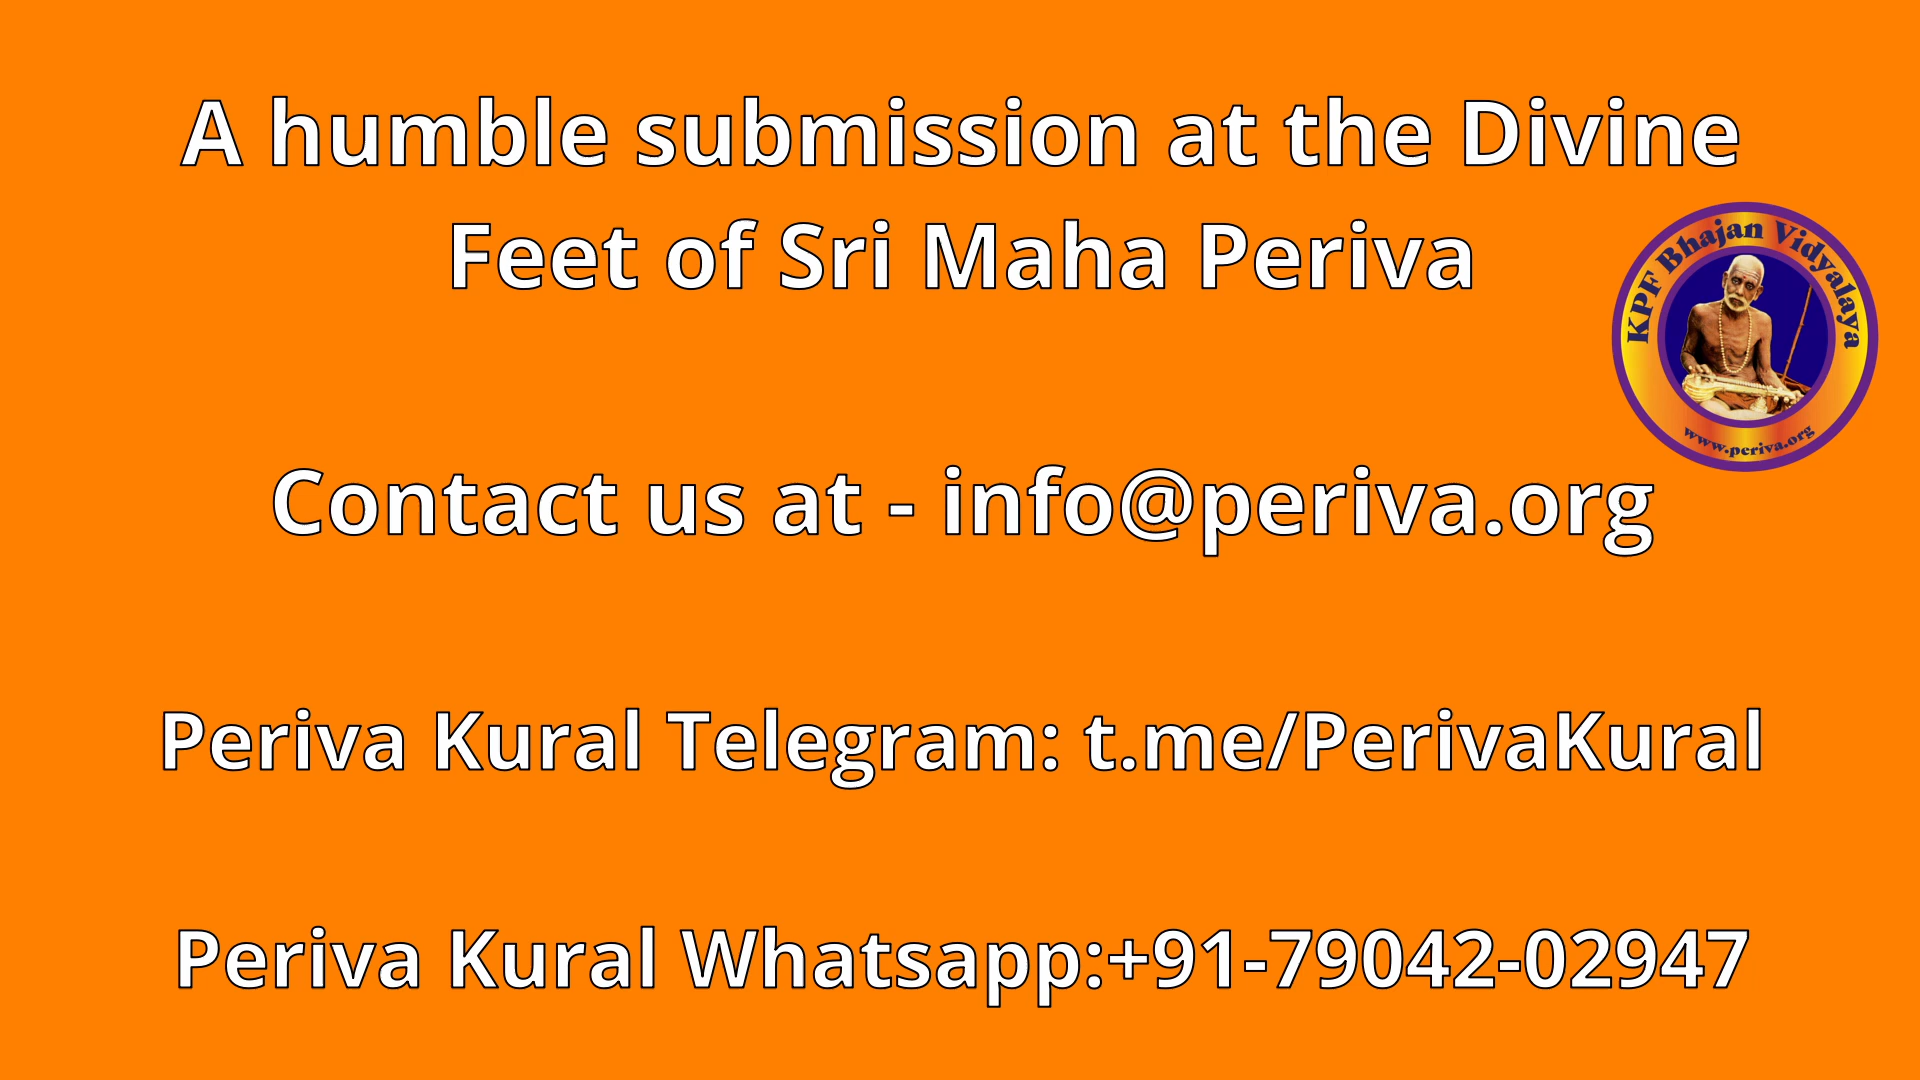 A humble submission at the Divine
Feet of Sri Maha Periva
KPF Bhajan Vidyalaya
www.periva.org
Contact us at - info@periva.org
Periva Kural Telegram: t.me/PerivaKural
Periva Kural Whatsapp:+91-79042-02947